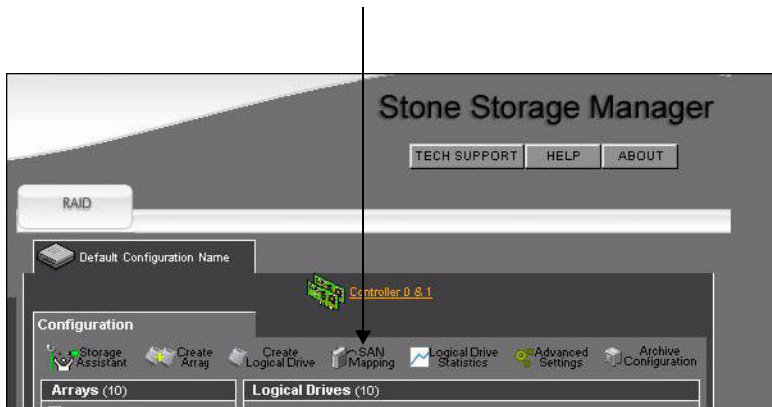 Stone Storage Manager
TECH SUPPORT HELP ABOUT
RAID
Default Configuration Name
Controller 0 & 1
Configuration
Storage Assistant
Create Array
Create Logical Drive
SAN Mapping
Logical Drive Statistics
Advanced Settings
Archive Configuration
Arrays (10) Logical Drives (10)